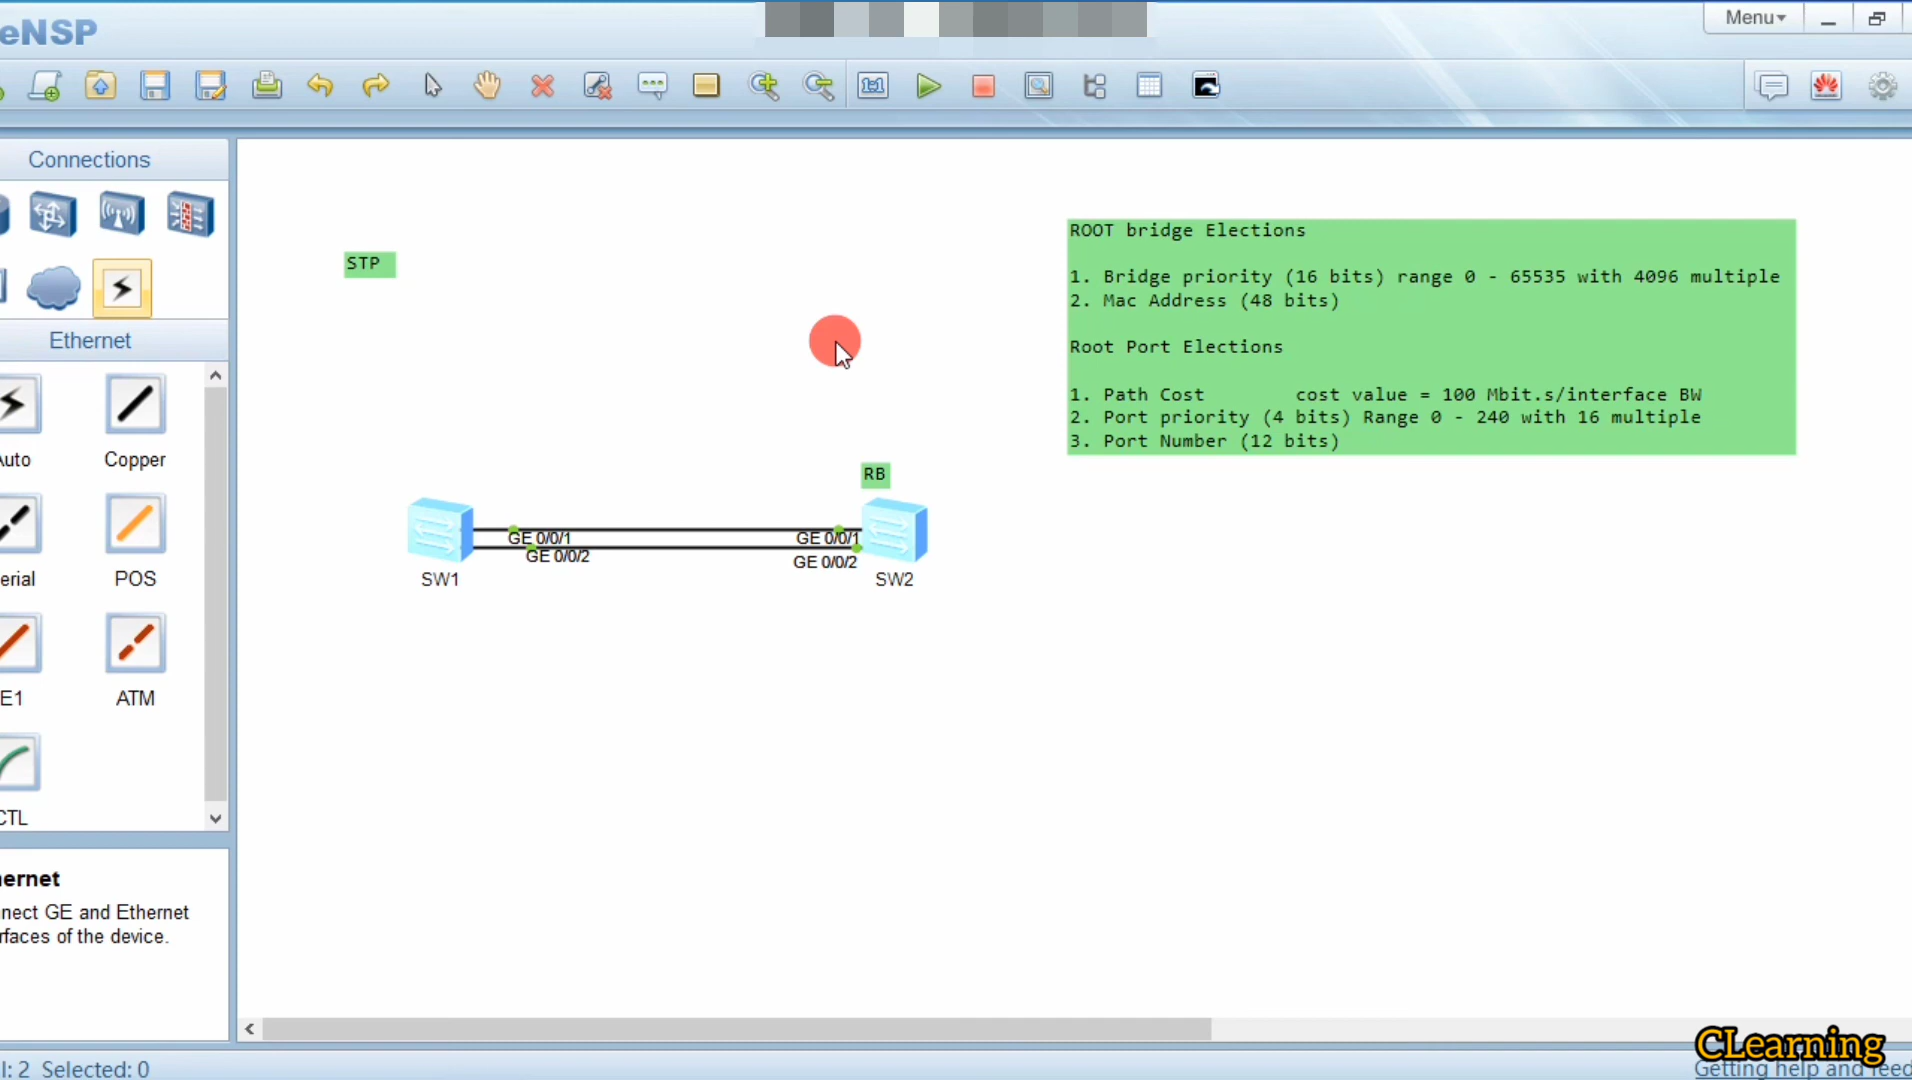 eNSP
Menu
Connections
Ethernet
Auto
Copper
erial
POS
E1
ATM
CTL
ernet
nnect GE and Ethernet
rfaces of the device.
l: 2 Selected: 0
STP
ROOT bridge Elections
1. Bridge priority (16 bits) range 0 - 65535 with 4096 multiple
2. Mac Address (48 bits)
Root Port Elections
1. Path Cost cost value = 100 Mbit.s/interface BW
2. Port priority (4 bits) Range 0 - 240 with 16 multiple
3. Port Number (12 bits)
RB
GE 0/0/1
GE 0/0/1
GE 0/0/2
GE 0/0/2
SW1
SW2
CLearning
Getting help and feed